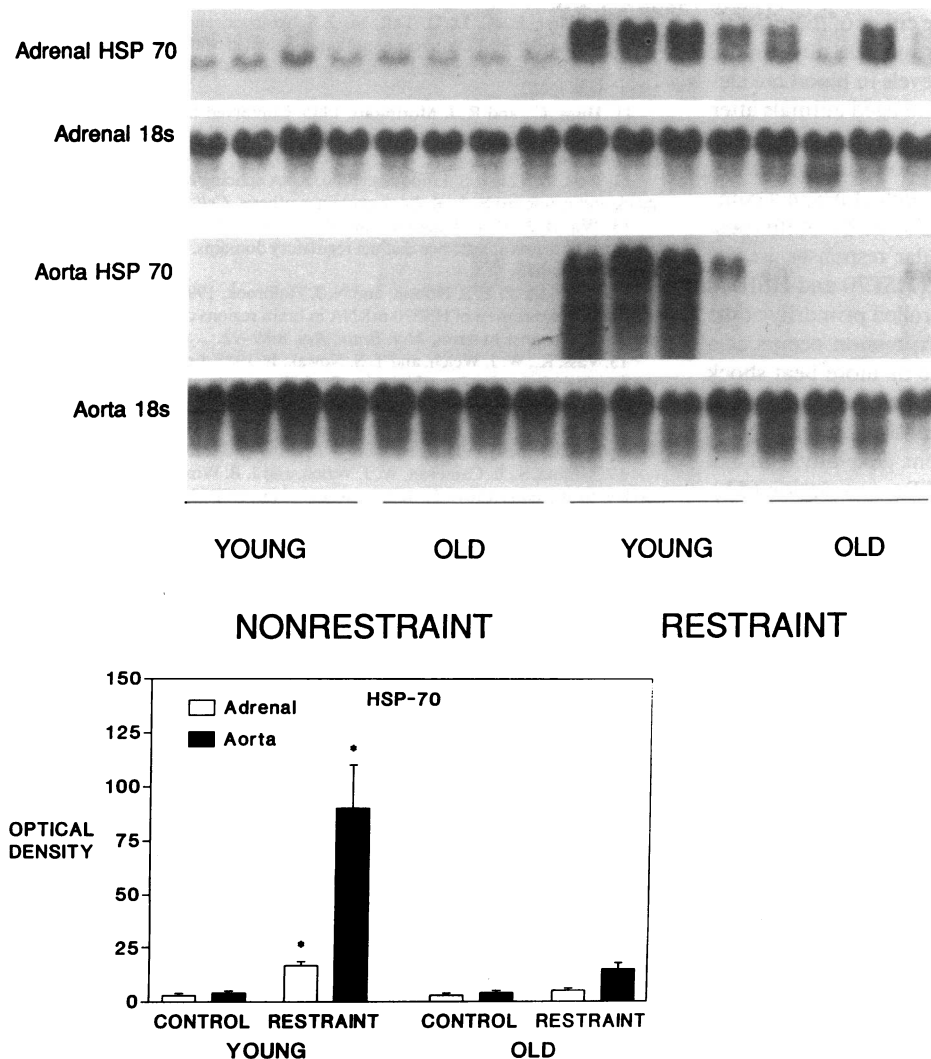 Adrenal HSP 70
Adrenal 18s
Aorta HSP 70
Aorta 18s
YOUNG OLD YOUNG OLD
NONRESTRAINT RESTRAINT
HSP-70
Adrenal
Aorta
OPTICAL
DENSITY
150
125
100
75
50
25
0
* *
CONTROL RESTRAINT CONTROL RESTRAINT
YOUNG OLD